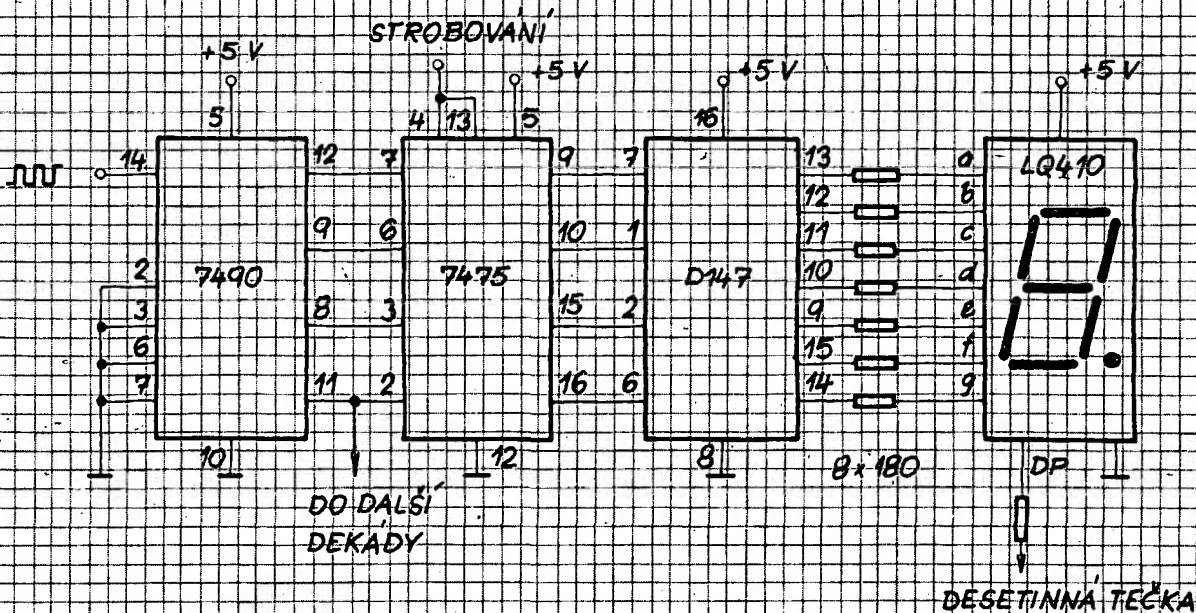 STROBOVÁNÍ
+5 V
+5 V
+5 V
+5 V
5
4 13 5
16
14 12 7 9 7 13 a LQ410
12 b
9 6 10 1 11 c
2 7490 7475 D147 10 d
3 8 3 15 2 9 e
6 15 f
7 11 2 16 6 14 g
10 12 8 8 x 180 DP
DO DALŠÍ
DEKÁDY
DESETINNÁ TEČKA